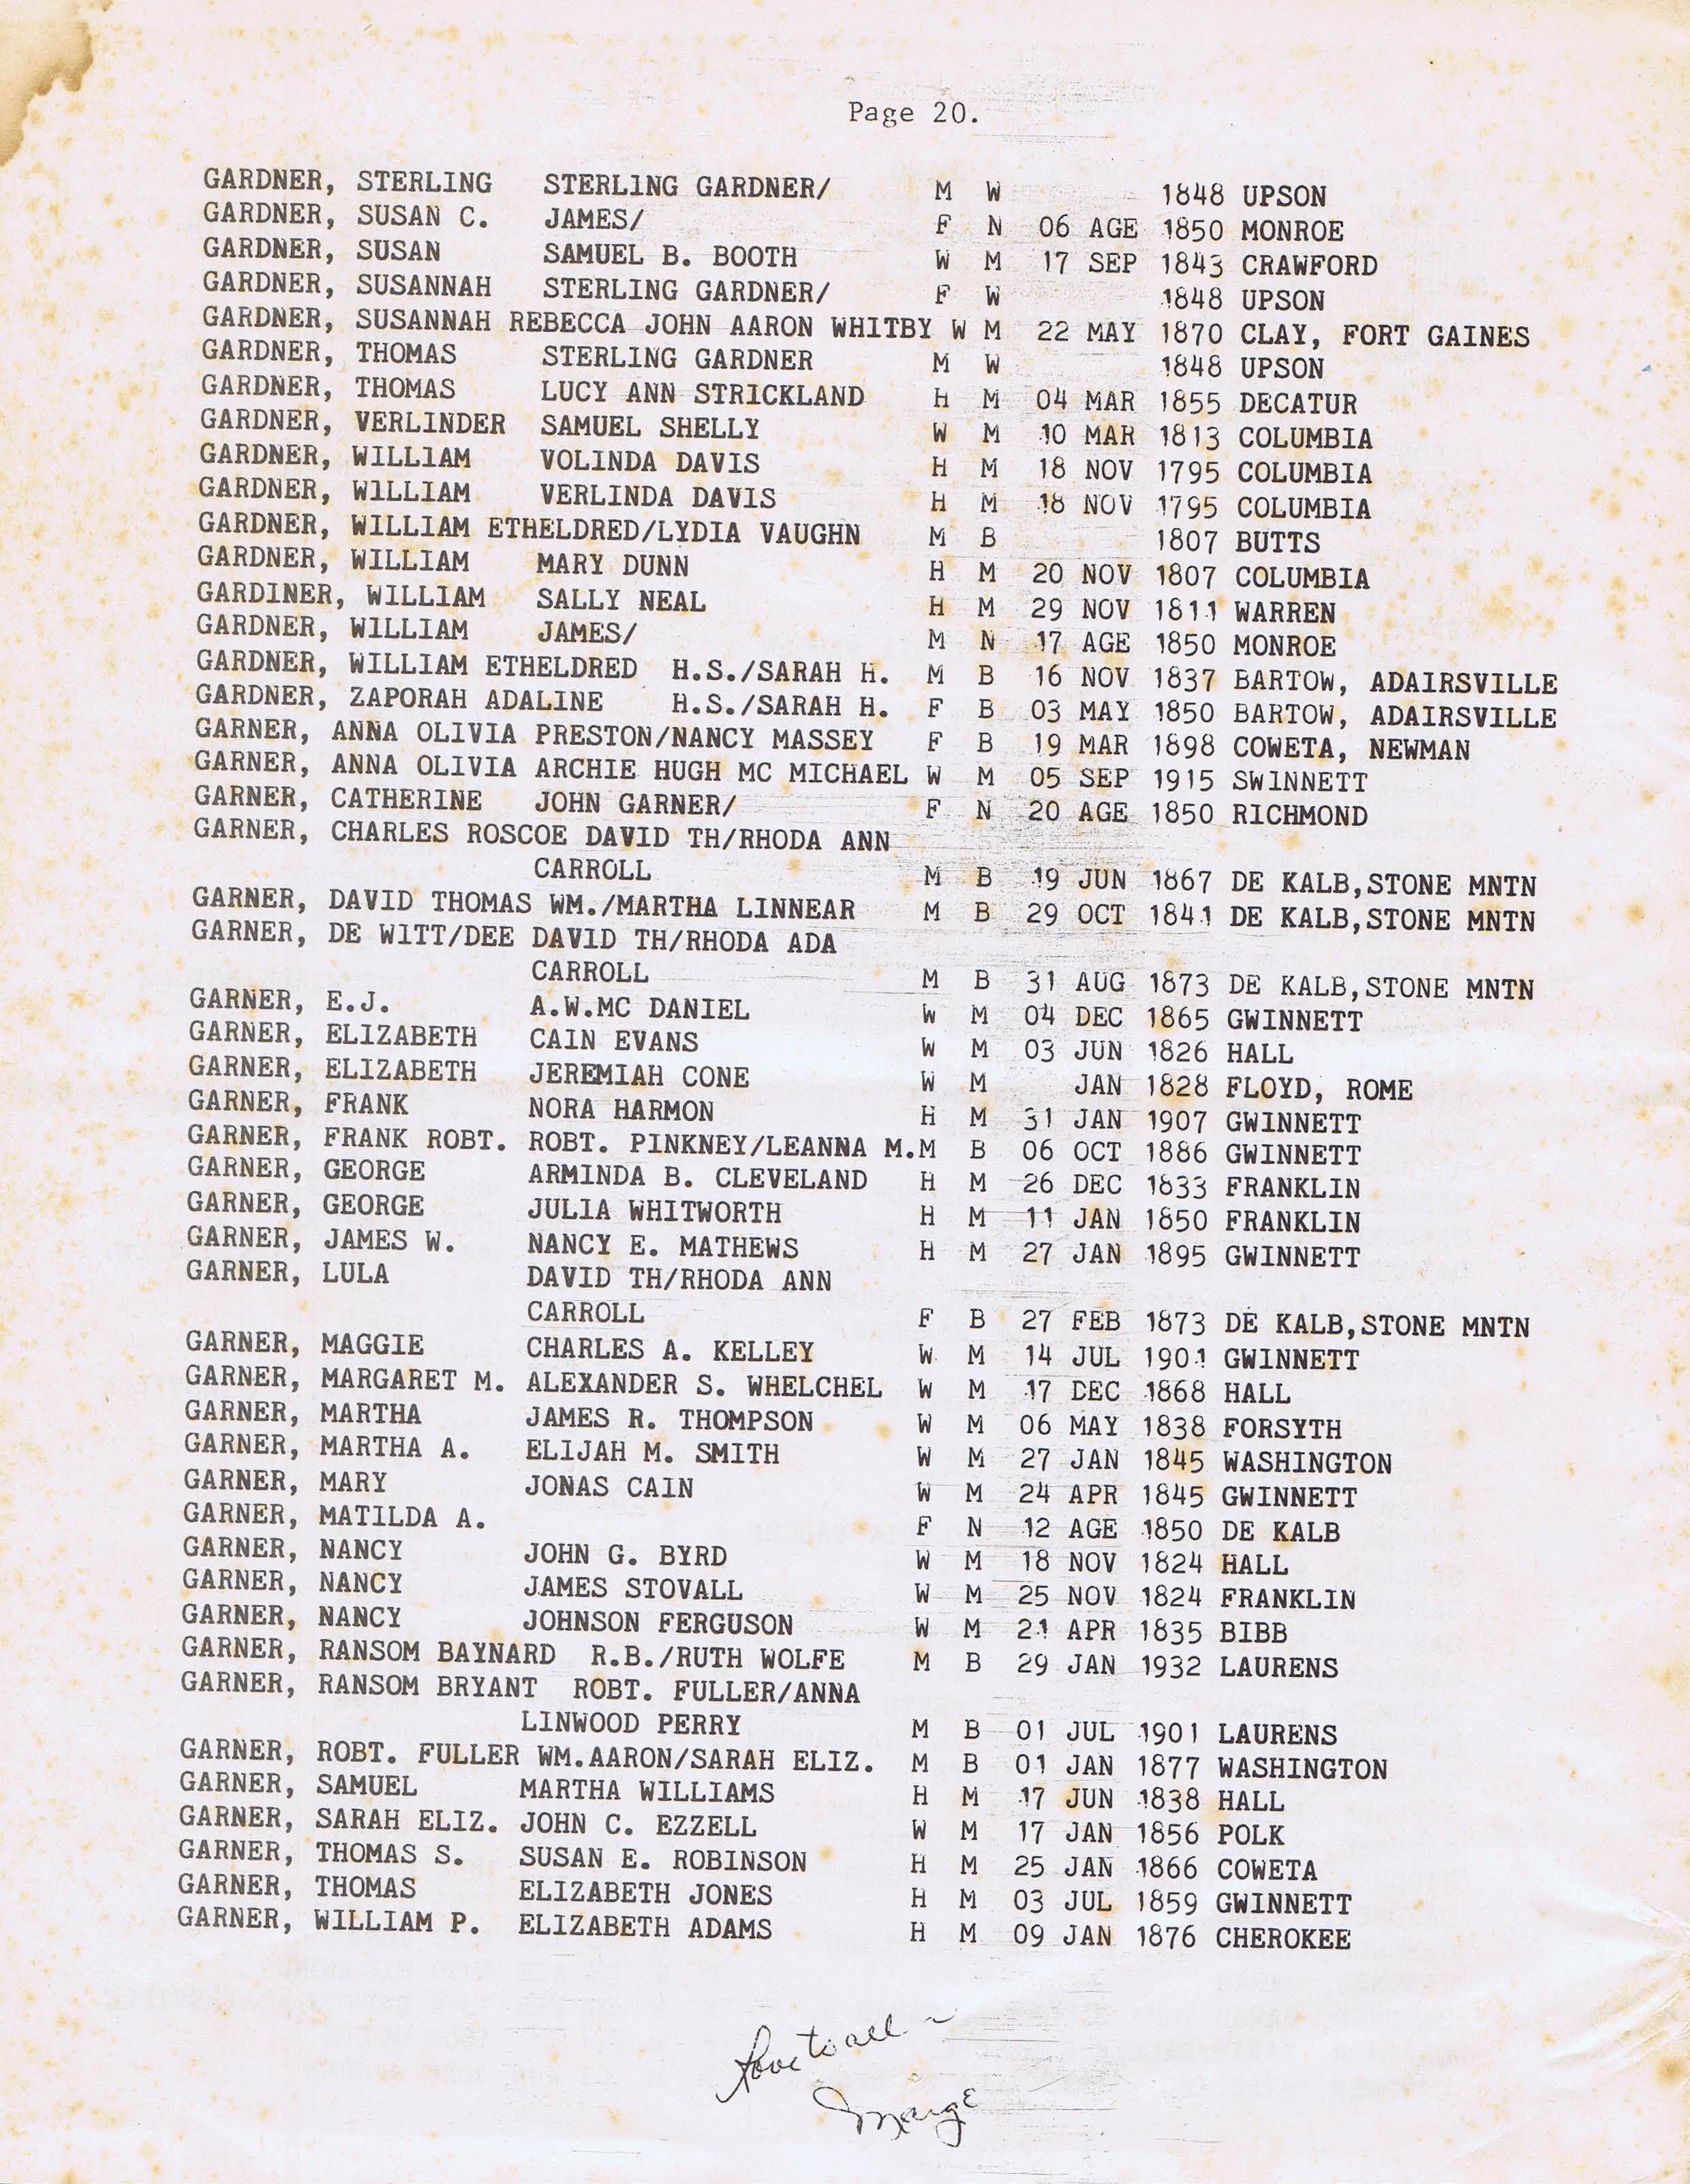 Page 20.
GARDNER, STERLING STERL1NG GARDNER/ M W 1848 UPSON
GARDNER, SUSAN C. JAMES/ F N 06 AGE 1850 MONROE
GARDNER, SUSAN SAMUEL B. BOOTH W M 17 SEP 1843 CRAWFORD
GARDNER, SUSANNAH STERLING GARDNER/ F W 1848 UPSON
GARDNER, SUSANNAH REBECCA JOHN AARON WHITBY W M 22 MAY 1870 CLAY, FORT GAINES
GARDNER, THOMAS STERLING GARDNER M W 1848 UPSON
GARDNER, THOMAS LUCY ANN STRICKLAND H M 04 MAR 1855 DECATUR
GARDNER, VERLINDER SAMUEL SHELLY W M 10 MAR 1813 COLUMBIA
GARDNER, WILL1AM VOLINDA DAVIS H M 18 NOV 1795 COLUMBIA
GARDNER, W1LLIAM VERLINDA DAVIS H M 18 NOV 1795 COLUMBIA
GARDNER, WILLIAM ETHELDRED/LYDIA VAUGHN M B 1807 BUTTS
GARDNER, WILLIAM MARY DUNN H M 20 NOV 1807 COLUMBIA
GARDINER, WILLIAM SALLY NEAL H M 29 NOV 1811 WARREN
GARDNER, W1LLIAM JAMES/ M N 17 AGE 1850 MONROE
GARDNER, WILLIAM ETHELDRED H.S./SARAH H. M B 16 NOV 1837 BARTOW, ADAIRSVILLE
GARDNER, ZAPORAH ADALINE H.S./SARAH H. F B 03 MAY 1850 BARTOW, ADAIRSVILLE
GARNER, ANNA OLIVIA PRESTON/NANCY MASSEY F B 19 MAR 1898 COWETA, NEWMAN
GARNER, ANNA OLIVIA ARCHIE HUGH MC MICHAEL W M 05 SEP 1915 SW1NNETT
GARNER, CATHERINE JOHN GARNER/ F N 20 AGE 1850 RICHMOND
GARNER, CHARLES ROSCOE DAVID TH/RHODA ANN
CARROLL M B 19 JUN 1867 DE KALB,STONE MNTN
GARNER, DAVID THOMAS WM./MARTHA LINNEAR M B 29 OCT 1841 DE KALB,STONE MNTN
GARNER, DE W1TT/DEE DAVID TH/RHODA ADA
CARROLL M B 31 AUG 1873 DE KALB,STONE MNTN
GARNER, E.J. A.W.MC DANIEL W M 04 DEC 1865 GWINNETT
GARNER, ELIZABETH CAIN EVANS W M 03 JUN 1826 HALL
GARNER, ELIZABETH JEREMIAH CONE W M JAN 1828 FLOYD, ROME
GARNER, FRANK NORA HARMON H M 31 JAN 1907 GWINNETT
GARNER, FRANK ROBT. ROBT. PINKNEY/LEANNA M.M B 06 OCT 1886 GWINNETT
GARNER, GEORGE ARMINDA B. CLEVELAND H M 26 DEC 1833 FRANKLIN
GARNER, GEORGE JULIA WHITWORTH H M 11 JAN 1850 FRANKLIN
GARNER, JAMES W. NANCY E. MATHEWS H M 27 JAN 1895 GWINNETT
GARNER, LULA DAVID TH/RHODA ANN
CARROLL F B 27 FEB 1873 DE KALB,STONE MNTN
GARNER, MAGGIE CHARLES A. KELLEY W M 14 JUL 1901 GWINNETT
GARNER, MARGARET M. ALEXANDER S. WHELCHEL W M 17 DEC 1868 HALL
GARNER, MARTHA JAMES R. THOMPSON W M 06 MAY 1838 FORSYTH
GARNER, MARTHA A. ELIJAH M. SMITH W M 27 JAN 1845 WASHINGTON
GARNER, MARY JONAS CAIN W M 24 APR 1845 GWINNETT
GARNER, MATILDA A. F N 12 AGE 1850 DE KALB
GARNER, NANCY JOHN G. BYRD W M 18 NOV 1824 HALL
GARNER, NANCY JAMES STOVALL W M 25 NOV 1824 FRANKLIN
GARNER, NANCY JOHNSON FERGUSON W M 21 APR 1835 BIBB
GARNER, RANSOM BAYNARD R.B./RUTH WOLFE M B 29 JAN 1932 LAURENS
GARNER, RANSOM BRYANT ROBT. FULLER/ANNA
LINWOOD PERRY M B 01 JUL 1901 LAURENS
GARNER, ROBT. FULLER WM.AARON/SARAH ELIZ. M B 01 JAN 1877 WASHINGTON
GARNER, SAMUEL MARTHA WILLIAMS H M 17 JUN 1838 HALL
GARNER, SARAH ELIZ. JOHN C. EZZELL W M 17 JAN 1856 POLK
GARNER, THOMAS S. SUSAN E. ROBINSON H M 25 JAN 1866 COWETA
GARNER, THOMAS ELIZABETH JONES H M 03 JUL 1859 GWINNETT
GARNER, WILLIAM P. ELIZABETH ADAMS H M 09 JAN 1876 CHEROKEE
Love to all -
Marge